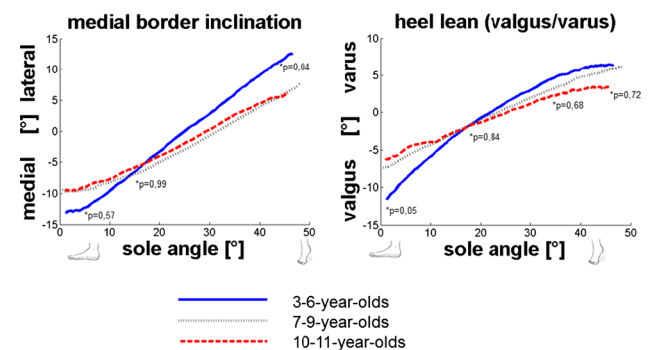 medial border inclination
15
10
5
0
-5
-10
-15
medial [°] lateral
*p=0,04
*p=0,99
*p=0,57
0 10 20 30 40 50
sole angle [°]
heel lean (valgus/varus)
10
5
0
-5
-10
-15
valgus [°] varus
*p=0,72
*p=0,68
*p=0,84
*p=0,05
0 10 20 30 40 50
sole angle [°]
3-6-year-olds
7-9-year-olds
10-11-year-olds